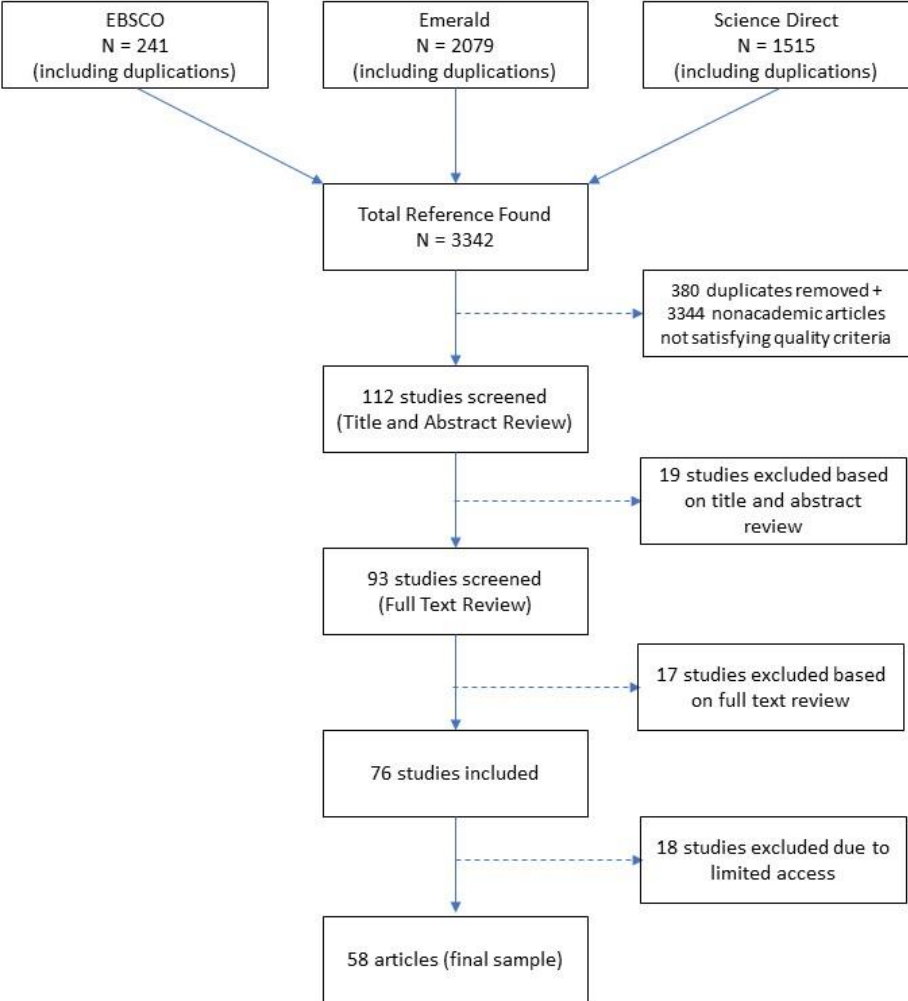 EBSCO
N = 241
(including duplications)
Emerald
N = 2079
(including duplications)
Science Direct
N = 1515
(including duplications)
Total Reference Found
N = 3342
380 duplicates removed +
3344 nonacademic articles
not satisfying quality criteria
112 studies screened
(Title and Abstract Review)
19 studies excluded based
on title and abstract
review
93 studies screened
(Full Text Review)
17 studies excluded based
on full text review
76 studies included
18 studies excluded due to
limited access
58 articles (final sample)